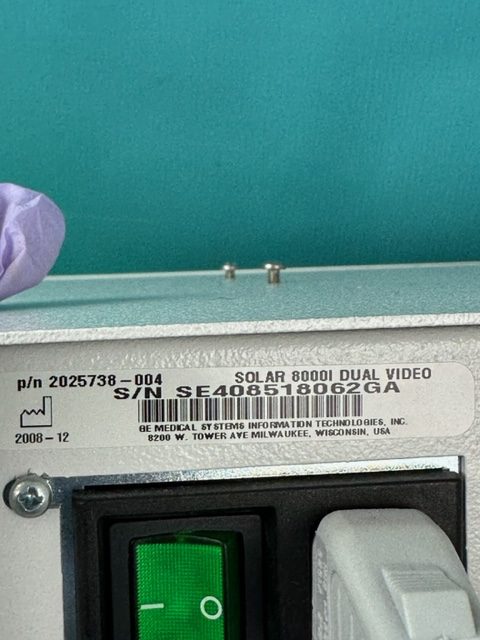 p/n 2025738-004 SOLAR 8000I DUAL VIDEO
S/N SE408518062GA
GE MEDICAL SYSTEMS INFORMATION TECHNOLOGIES, INC.
2008-12 8200 W. TOWER AVE MILWAUKEE, WISCONSIN, USA
I O